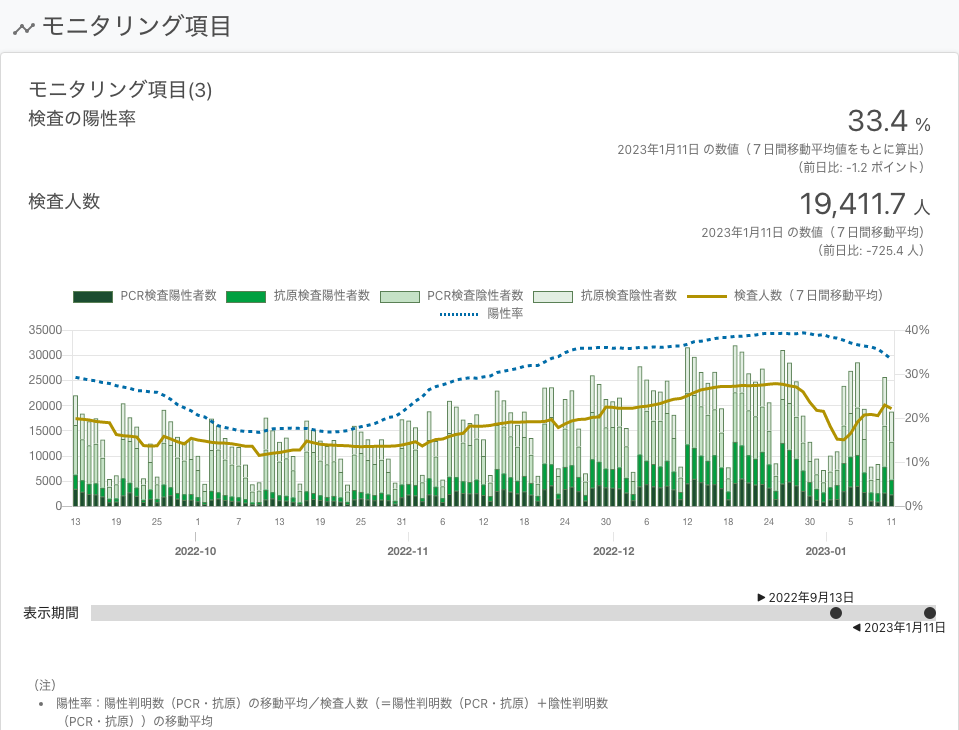 モニタリング項目
モニタリング項目(3)
検査の陽性率
33.4 %
2023年1月11日 の数値（７日間移動平均値をもとに算出）
（前日比: -1.2 ポイント）
検査人数
19,411.7 人
2023年1月11日 の数値（７日間移動平均）
（前日比: -725.4 人）
PCR検査陽性者数 抗原検査陽性者数 PCR検査陰性者数 抗原検査陰性者数 検査人数（７日間移動平均）
陽性率
35000 40%
30000
25000 30%
20000
15000 20%
10000 10%
5000
0 0%
13 19 25 1 7 13 19 25 31 6 12 18 24 30 6 12 18 24 30 5 11
2022-10 2022-11 2022-12 2023-01
▶ 2022年9月13日
表示期間
◀ 2023年1月11日
（注）
• 陽性率：陽性判明数（PCR・抗原）の移動平均／検査人数（＝陽性判明数（PCR・抗原）＋陰性判明数
（PCR・抗原））の移動平均